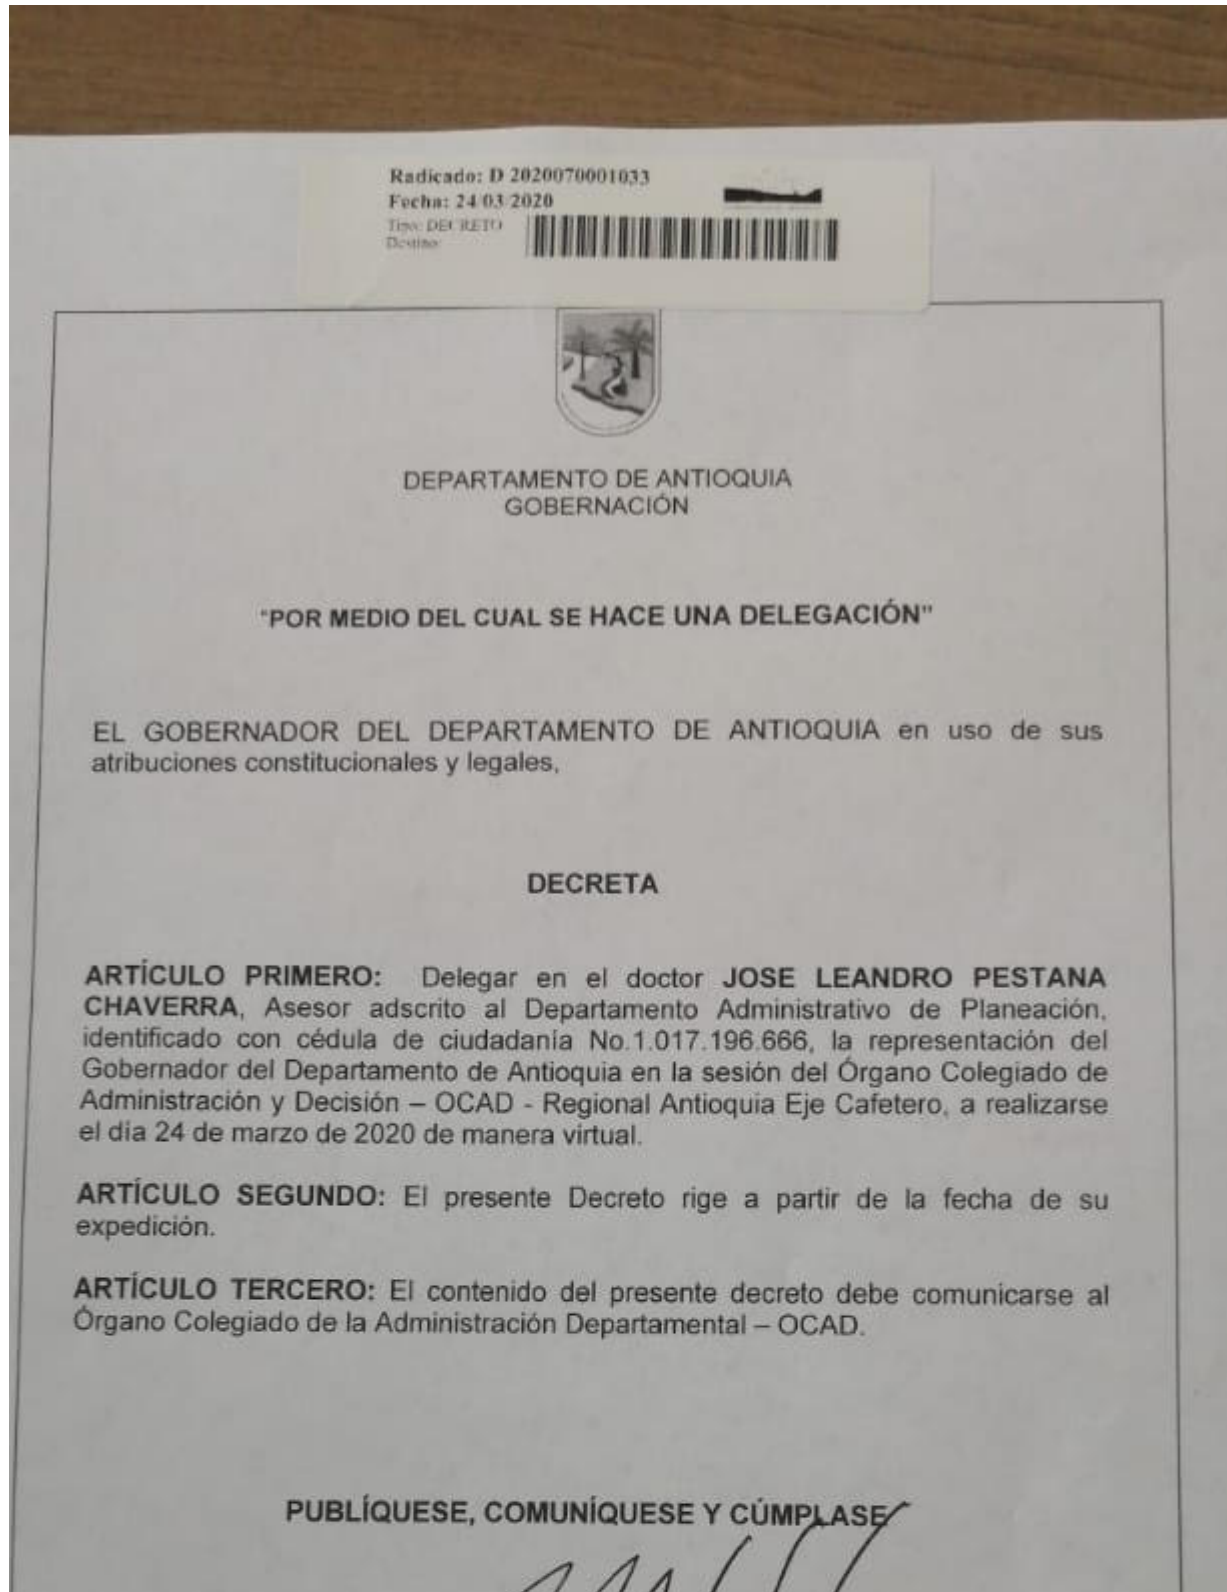 Radicado: D 2020070001033
Fecha: 24/03/2020
Tipo: DECRETO
Destino:
DEPARTAMENTO DE ANTIOQUIA
GOBERNACIÓN
"POR MEDIO DEL CUAL SE HACE UNA DELEGACIÓN"
EL GOBERNADOR DEL DEPARTAMENTO DE ANTIOQUIA en uso de sus
atribuciones constitucionales y legales,
DECRETA
ARTÍCULO PRIMERO: Delegar en el doctor JOSE LEANDRO PESTANA
CHAVERRA, Asesor adscrito al Departamento Administrativo de Planeación,
identificado con cédula de ciudadanía No.1.017.196.666, la representación del
Gobernador del Departamento de Antioquia en la sesión del Órgano Colegiado de
Administración y Decisión – OCAD - Regional Antioquia Eje Cafetero, a realizarse
el día 24 de marzo de 2020 de manera virtual.
ARTÍCULO SEGUNDO: El presente Decreto rige a partir de la fecha de su
expedición.
ARTÍCULO TERCERO: El contenido del presente decreto debe comunicarse al
Órgano Colegiado de la Administración Departamental – OCAD.
PUBLÍQUESE, COMUNÍQUESE Y CÚMPLASE